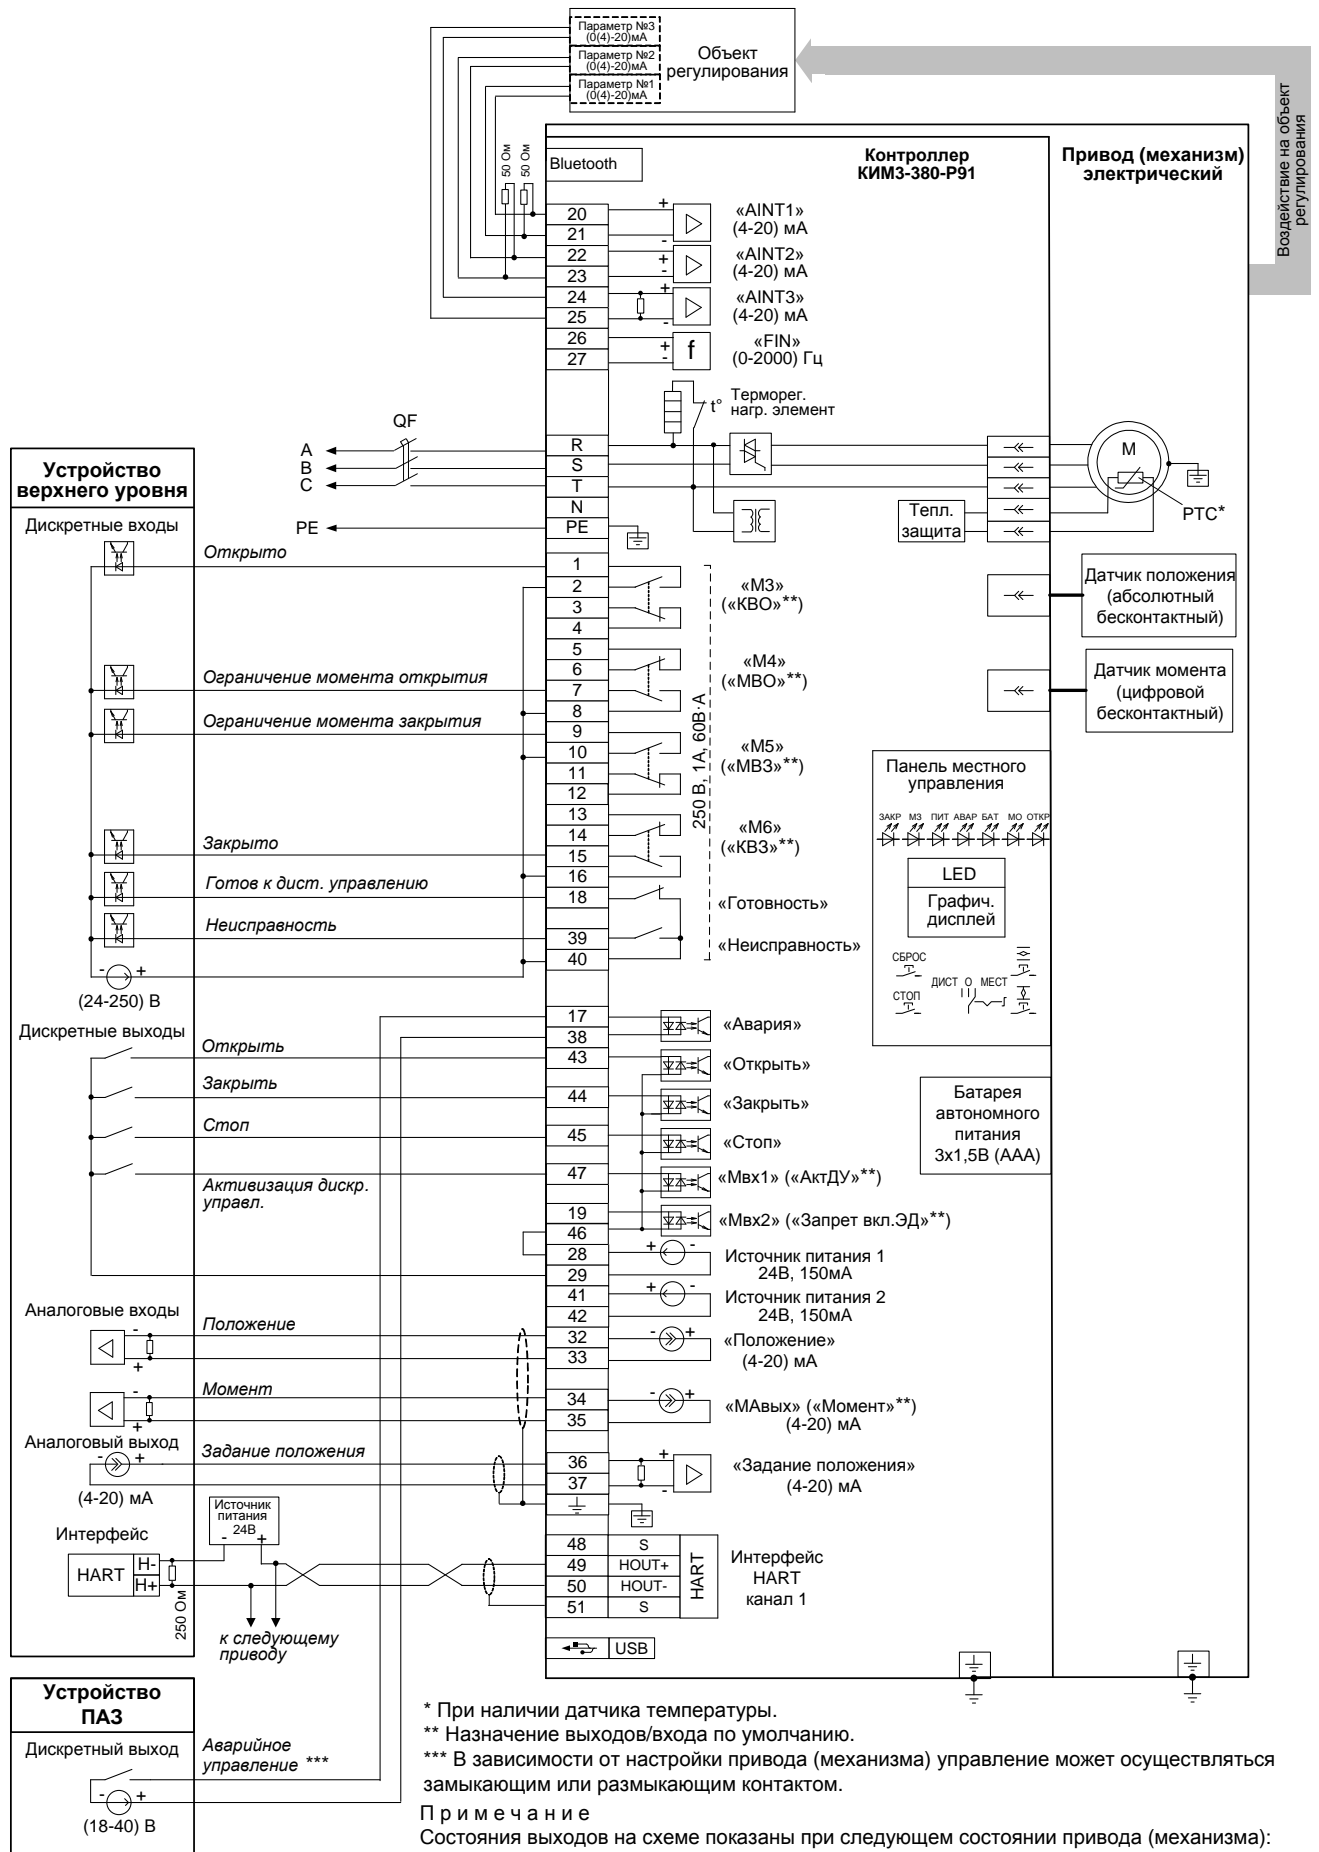 Параметр №3
(0(4)-20)мА
Параметр №2
(0(4)-20)мА
Параметр №1
(0(4)-20)мА
Объект
регулирования
Воздействие на объект
регулирования
50 Ом
50 Ом
Bluetooth
Контроллер
КИМ3-380-Р91
Привод (механизм)
электрический
20
+
«AINT1»
21
-
(4-20) мА
22
+
«AINT2»
23
-
(4-20) мА
24
+
«AINT3»
25
-
(4-20) мА
26
+
f
«FIN»
27
-
(0-2000) Гц
t°
Терморег.
нагр. элемент
QF
A
R
B
S
C
T
N
PE
PE
М
PTC*
Тепл.
защита
Устройство
верхнего уровня
Дискретные входы
Открыто
1
2
3
4
«М3»
(«КВО»**)
Датчик положения
(абсолютный
бесконтактный)
5
6
7
8
«М4»
(«МВО»**)
Ограничение момента открытия
Ограничение момента закрытия
Датчик момента
(цифровой
бесконтактный)
9
10
11
12
«М5»
(«МВЗ»**)
250 В, 1А, 60В·А
13
14
15
16
«М6»
(«КВЗ»**)
Закрыто
Готов к дист. управлению
18
«Готовность»
Неисправность
39
«Неисправность»
40
- +
(24-250) В
Панель местного
управления
ЗАКР МЗ ПИТ АВАР БАТ МО ОТКР
LED
Графич.
дисплей
СБРОС
СТОП
ДИСТ О МЕСТ
Дискретные выходы
17
38
«Авария»
Открыть
43
«Открыть»
Закрыть
44
«Закрыть»
Стоп
45
«Стоп»
Активизация дискр.
управл.
47
«Мвх1» («АктДУ»**)
19
46
«Мвх2» («Запрет вкл.ЭД»**)
Батарея
автономного
питания
3х1,5В (ААА)
28
+ -
29
Источник питания 1
24В, 150мА
41
+ -
42
Источник питания 2
24В, 150мА
Аналоговые входы
-
+
Положение
32
33
- +
«Положение»
(4-20) мА
-
+
Момент
34
35
- +
«МАвых» («Момент»**)
(4-20) мА
Аналоговый выход
- +
(4-20) мА
Задание положения
36
37
+
-
«Задание положения»
(4-20) мА
Источник
питания
24В
- +
Интерфейс
HART
H-
H+
250 Ом
к следующему
приводу
48
S
49
HOUT+
50
HOUT-
51
S
HART
Интерфейс
HART
канал 1
USB
Устройство
ПАЗ
Дискретный выход
- +
(18-40) В
Аварийное
управление ***
* При наличии датчика температуры.
** Назначение выходов/входа по умолчанию.
*** В зависимости от настройки привода (механизма) управление может осуществляться
замыкающим или размыкающим контактом.
Примечание
Состояния выходов на схеме показаны при следующем состоянии привода (механизма):